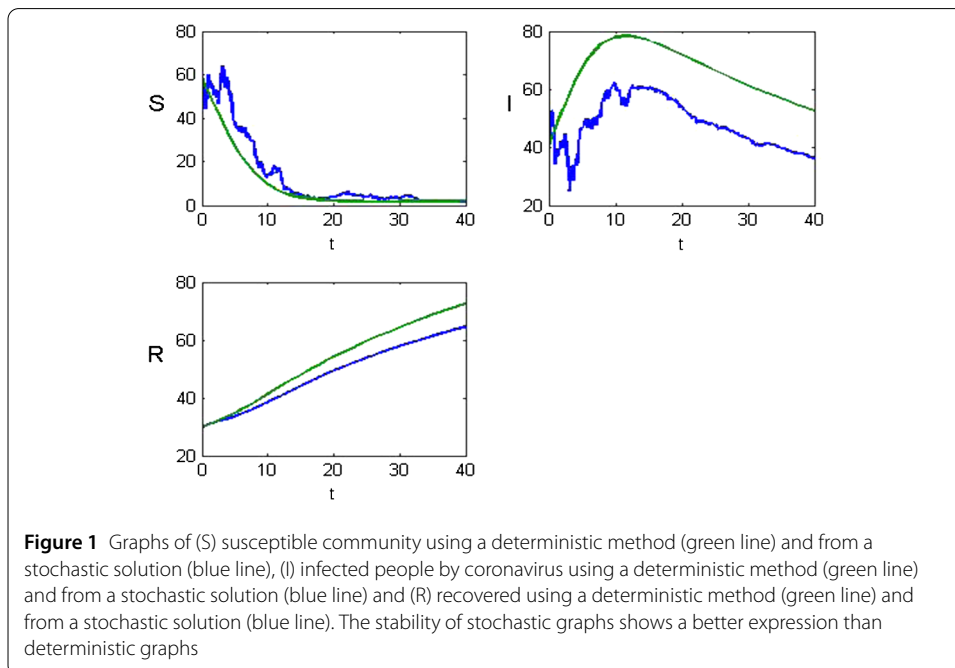 80
60
S
40
20
0
0 10 20 30 40
t
80
60
I
40
20
0 10 20 30 40
t
80
60
R
40
20
0 10 20 30 40
t
Figure 1 Graphs of (S) susceptible community using a deterministic method (green line) and from a
stochastic solution (blue line), (I) infected people by coronavirus using a deterministic method (green line)
and from a stochastic solution (blue line) and (R) recovered using a deterministic method (green line) and
from a stochastic solution (blue line). The stability of stochastic graphs shows a better expression than
deterministic graphs